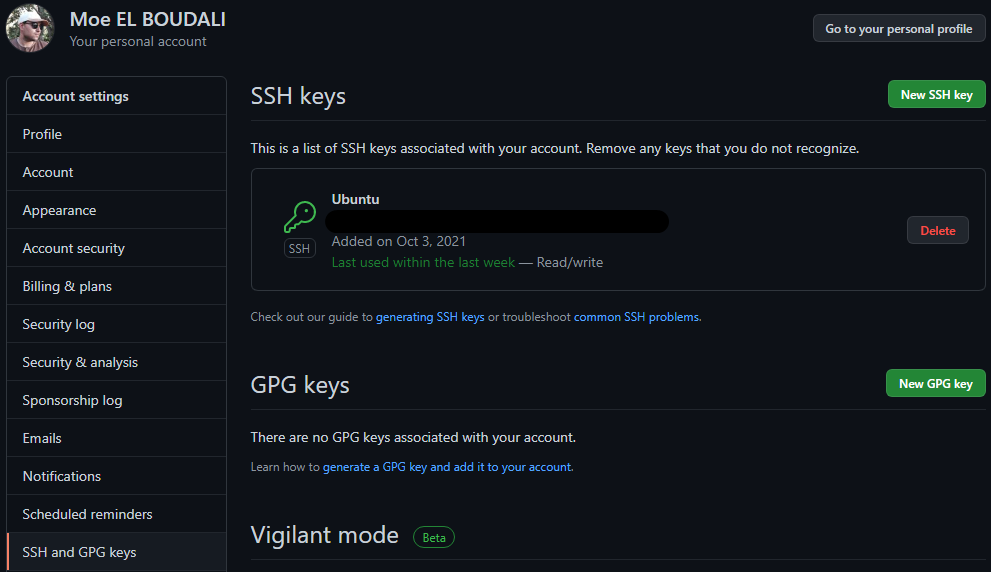 Moe EL BOUDALI
Your personal account
Go to your personal profile
Account settings
Profile
Account
Appearance
Account security
Billing & plans
Security log
Security & analysis
Sponsorship log
Emails
Notifications
Scheduled reminders
SSH and GPG keys
SSH keys
New SSH key
This is a list of SSH keys associated with your account. Remove any keys that you do not recognize.
Ubuntu
SSH
Added on Oct 3, 2021
Last used within the last week — Read/write
Delete
Check out our guide to generating SSH keys or troubleshoot common SSH problems.
GPG keys
New GPG key
There are no GPG keys associated with your account.
Learn how to generate a GPG key and add it to your account.
Vigilant mode Beta